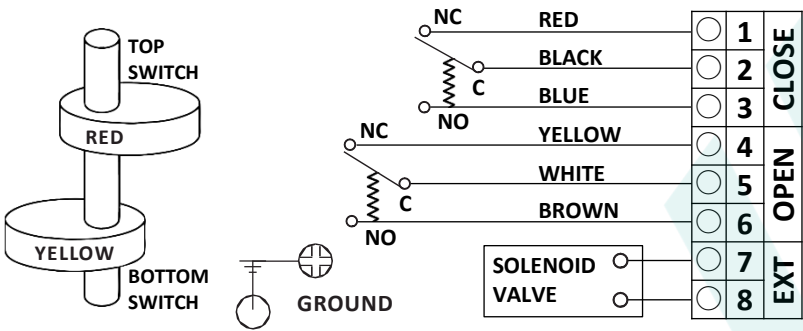 TOP
SWITCH
RED
YELLOW
BOTTOM
SWITCH
GROUND
NC
C
NO
NC
C
NO
RED
BLACK
BLUE
YELLOW
WHITE
BROWN
SOLENOID
VALVE
1
2
3
4
5
6
7
8
CLOSE
OPEN
EXT